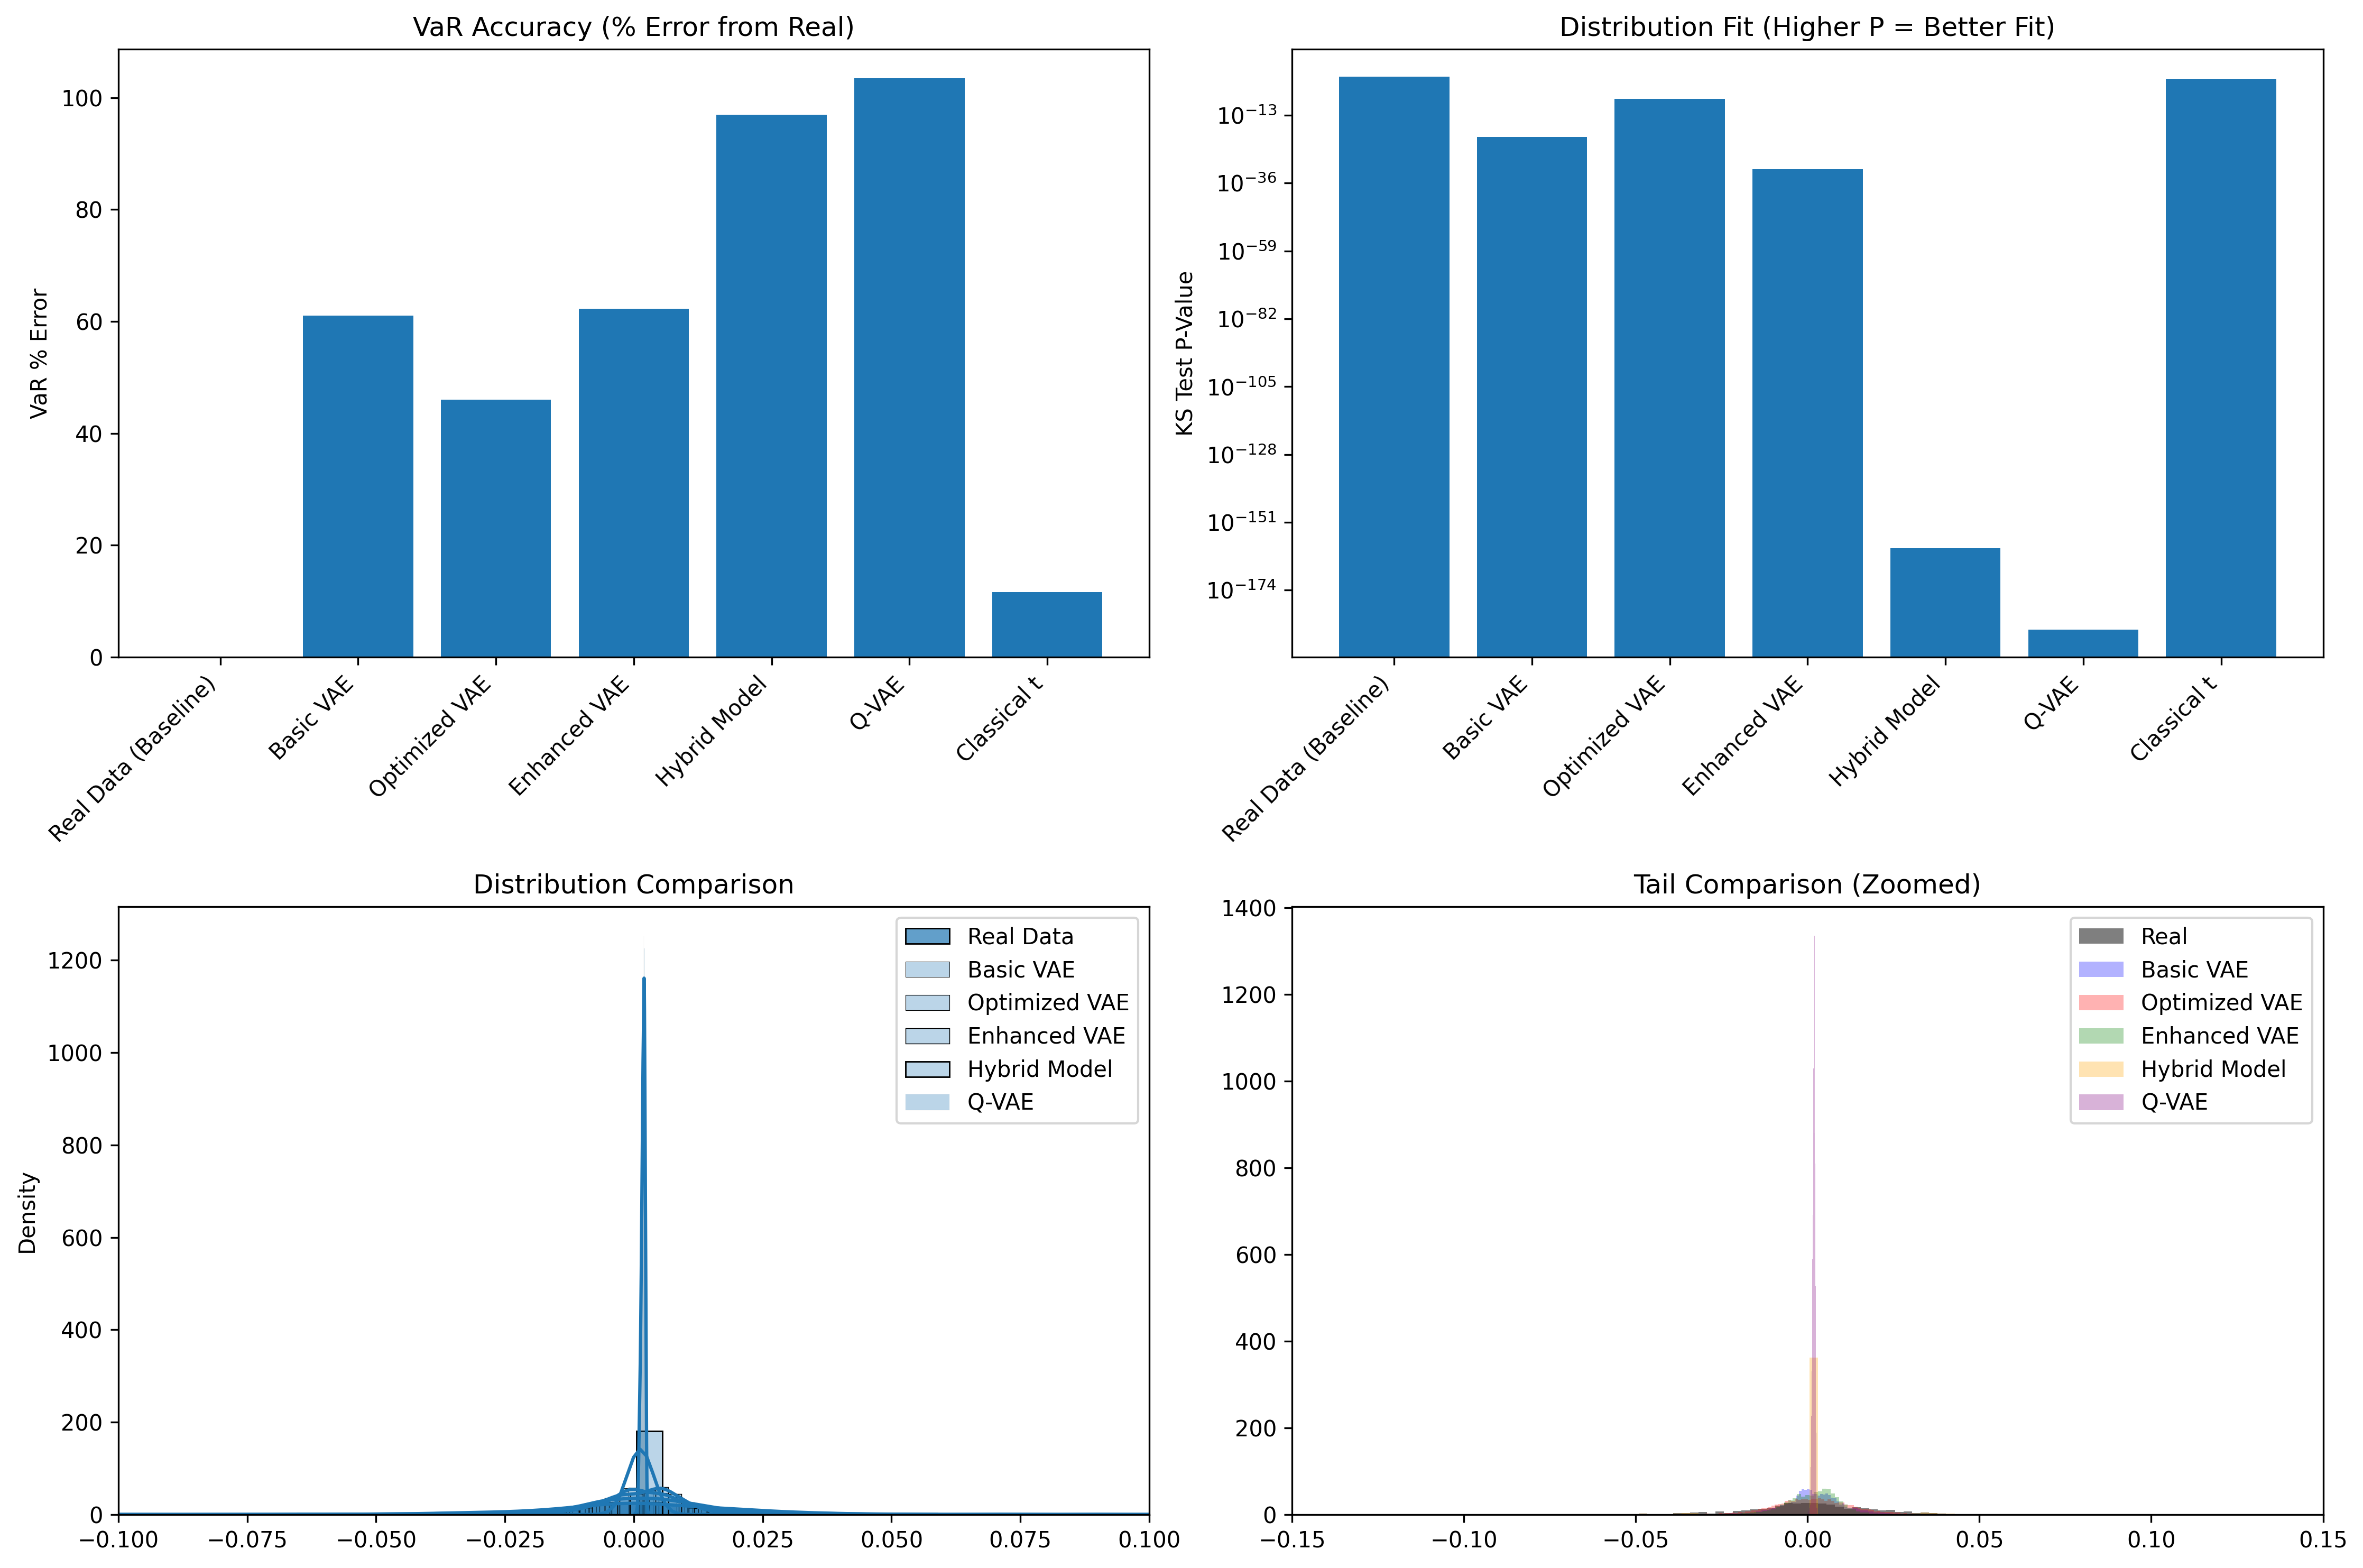 VaR Accuracy (% Error from Real)
VaR % Error
100
80
60
40
20
0
Real Data (Baseline)
Basic VAE
Optimized VAE
Enhanced VAE
Hybrid Model
Q-VAE
Classical t
Distribution Fit (Higher P = Better Fit)
KS Test P-Value
10⁻¹³
10⁻³⁶
10⁻⁵⁹
10⁻⁸²
10⁻¹⁰⁵
10⁻¹²⁸
10⁻¹⁵¹
10⁻¹⁷⁴
Real Data (Baseline)
Basic VAE
Optimized VAE
Enhanced VAE
Hybrid Model
Q-VAE
Classical t
Distribution Comparison
Density
1200
1000
800
600
400
200
0
−0.100
−0.075
−0.050
−0.025
0.000
0.025
0.050
0.075
0.100
Real Data
Basic VAE
Optimized VAE
Enhanced VAE
Hybrid Model
Q-VAE
Tail Comparison (Zoomed)
1400
1200
1000
800
600
400
200
0
−0.15
−0.10
−0.05
0.00
0.05
0.10
0.15
Real
Basic VAE
Optimized VAE
Enhanced VAE
Hybrid Model
Q-VAE